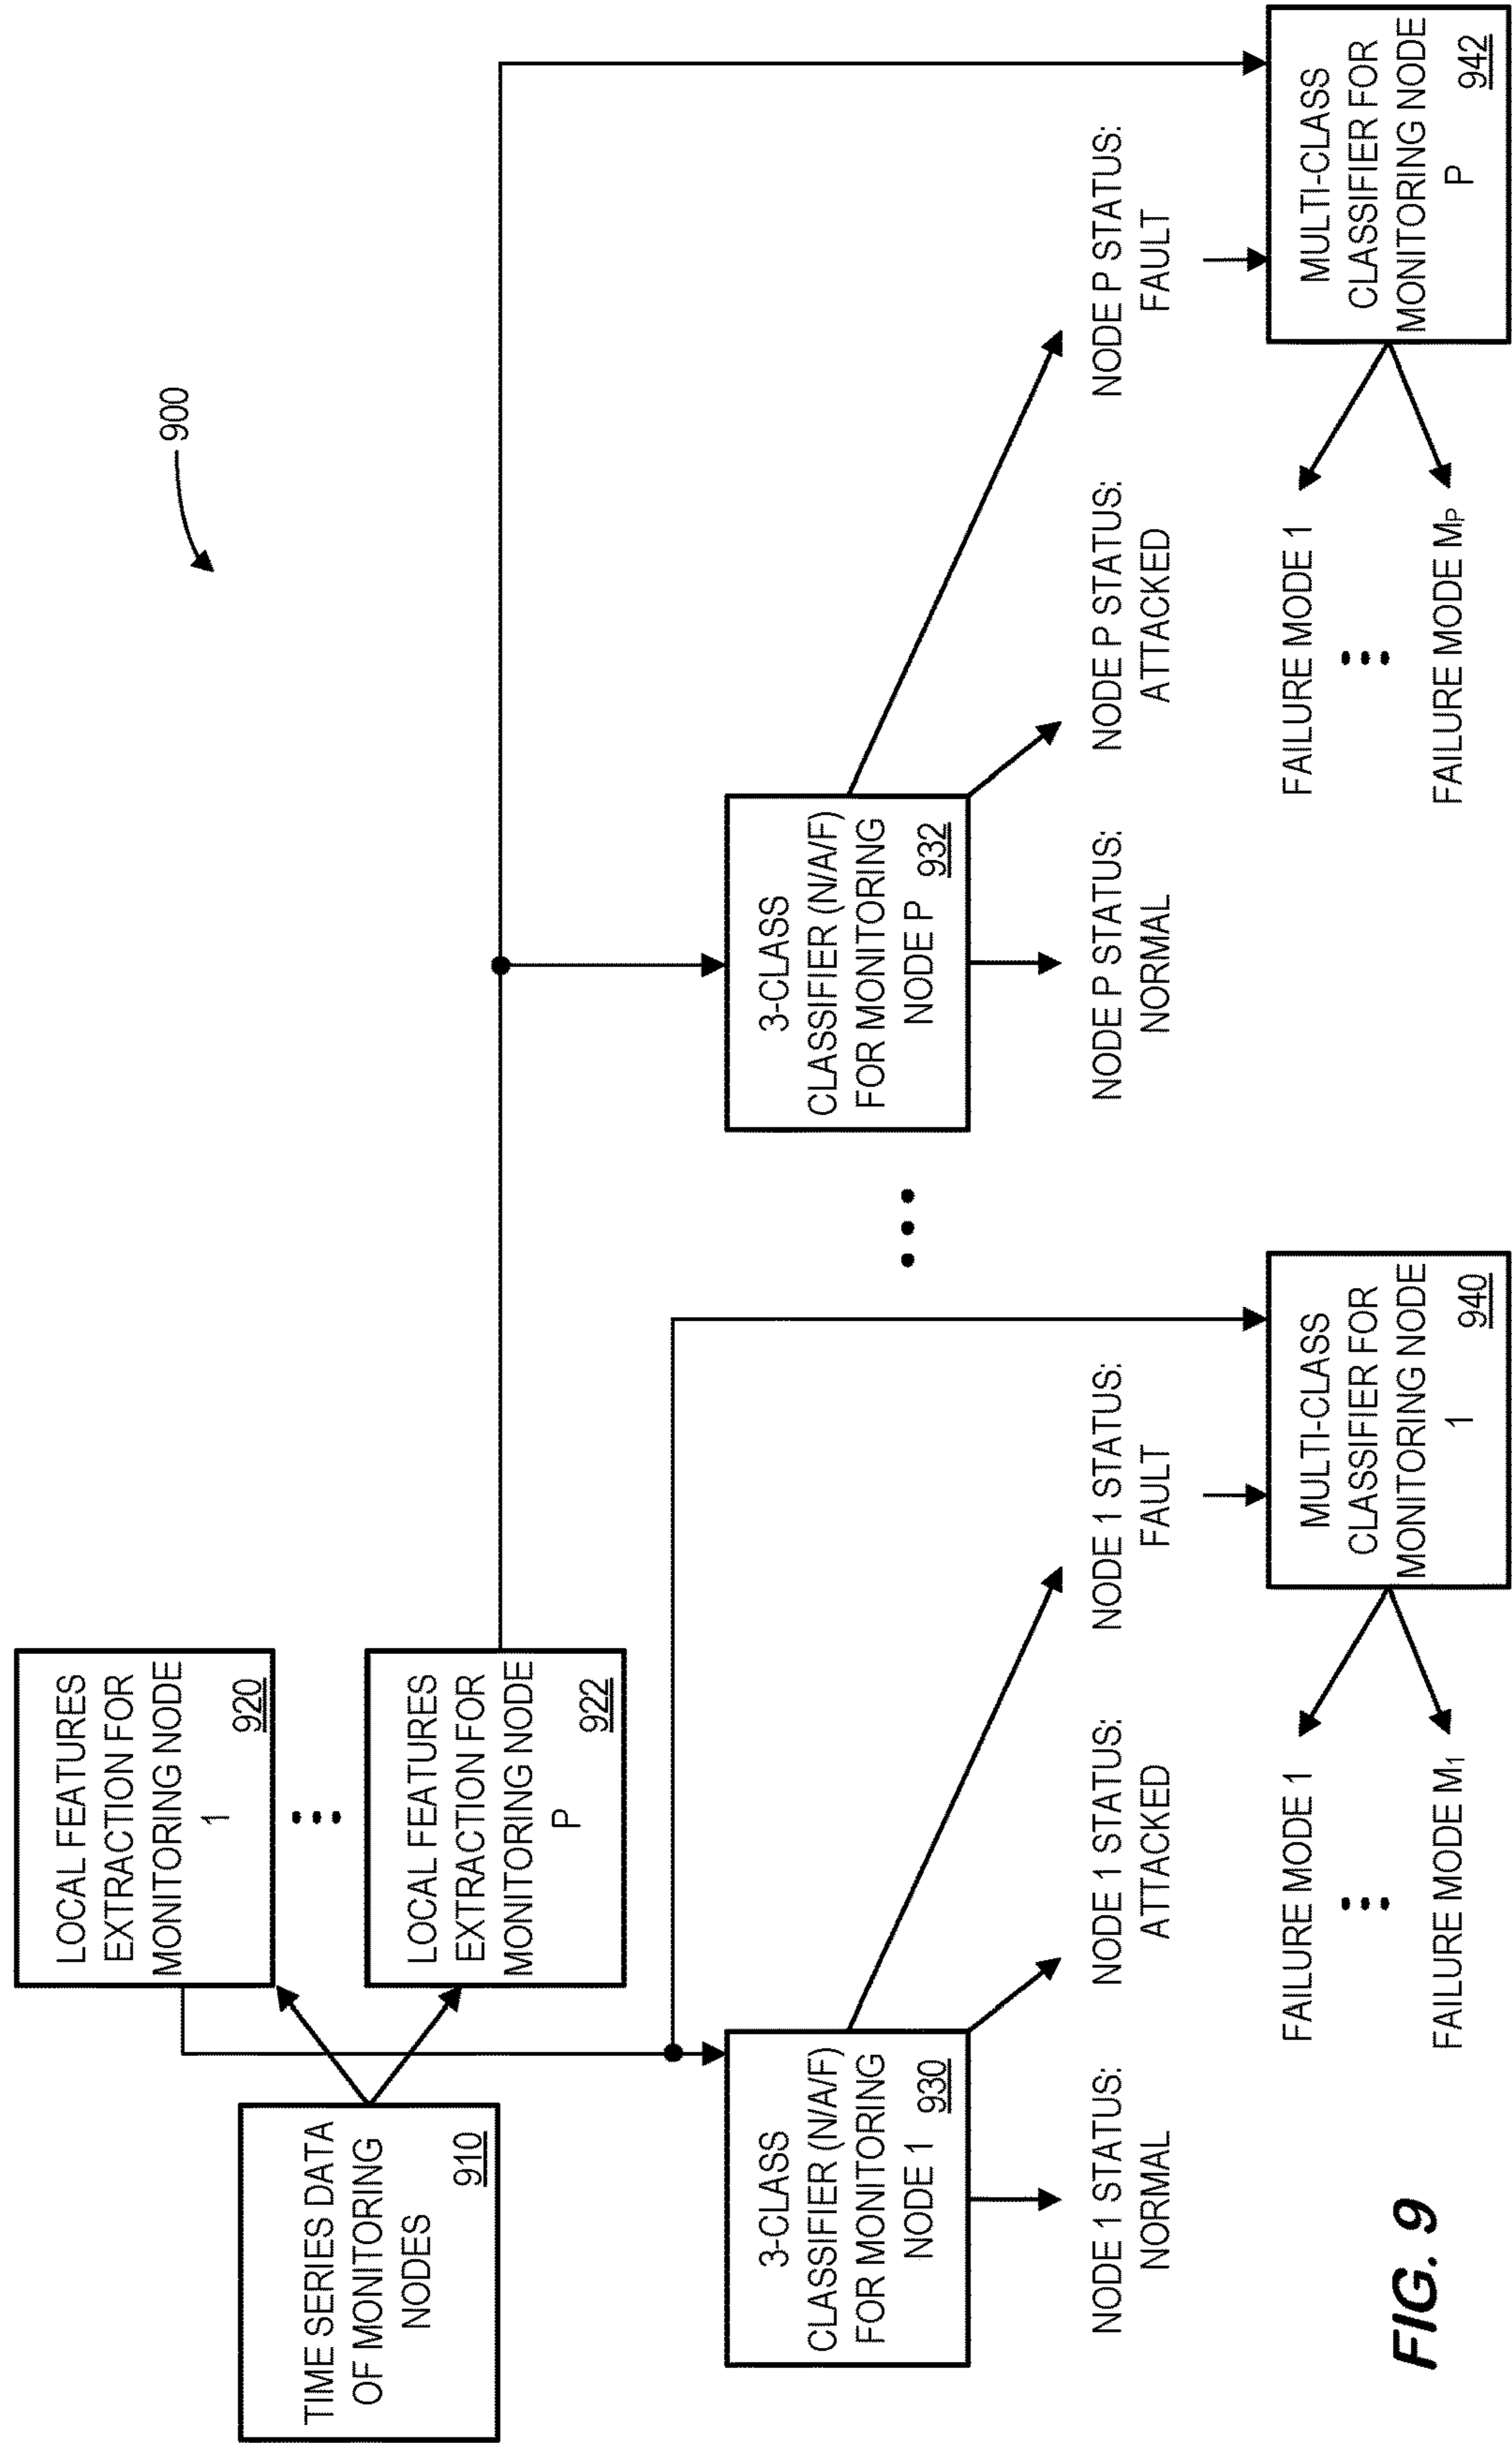 900
TIME SERIES DATA
OF MONITORING
NODES
910
LOCAL FEATURES
EXTRACTION FOR
MONITORING NODE
1
920
LOCAL FEATURES
EXTRACTION FOR
MONITORING NODE
P
922
3-CLASS
CLASSIFIER (N/A/F)
FOR MONITORING
NODE 1
930
3-CLASS
CLASSIFIER (N/A/F)
FOR MONITORING
NODE P
932
NODE 1 STATUS:
NORMAL
NODE 1 STATUS:
ATTACKED
NODE 1 STATUS:
FAULT
NODE P STATUS:
NORMAL
NODE P STATUS:
ATTACKED
NODE P STATUS:
FAULT
FAILURE MODE 1
FAILURE MODE M₁
MULTI-CLASS
CLASSIFIER FOR
MONITORING NODE
1
940
FAILURE MODE 1
FAILURE MODE Mₚ
MULTI-CLASS
CLASSIFIER FOR
MONITORING NODE
P
942
FIG. 9